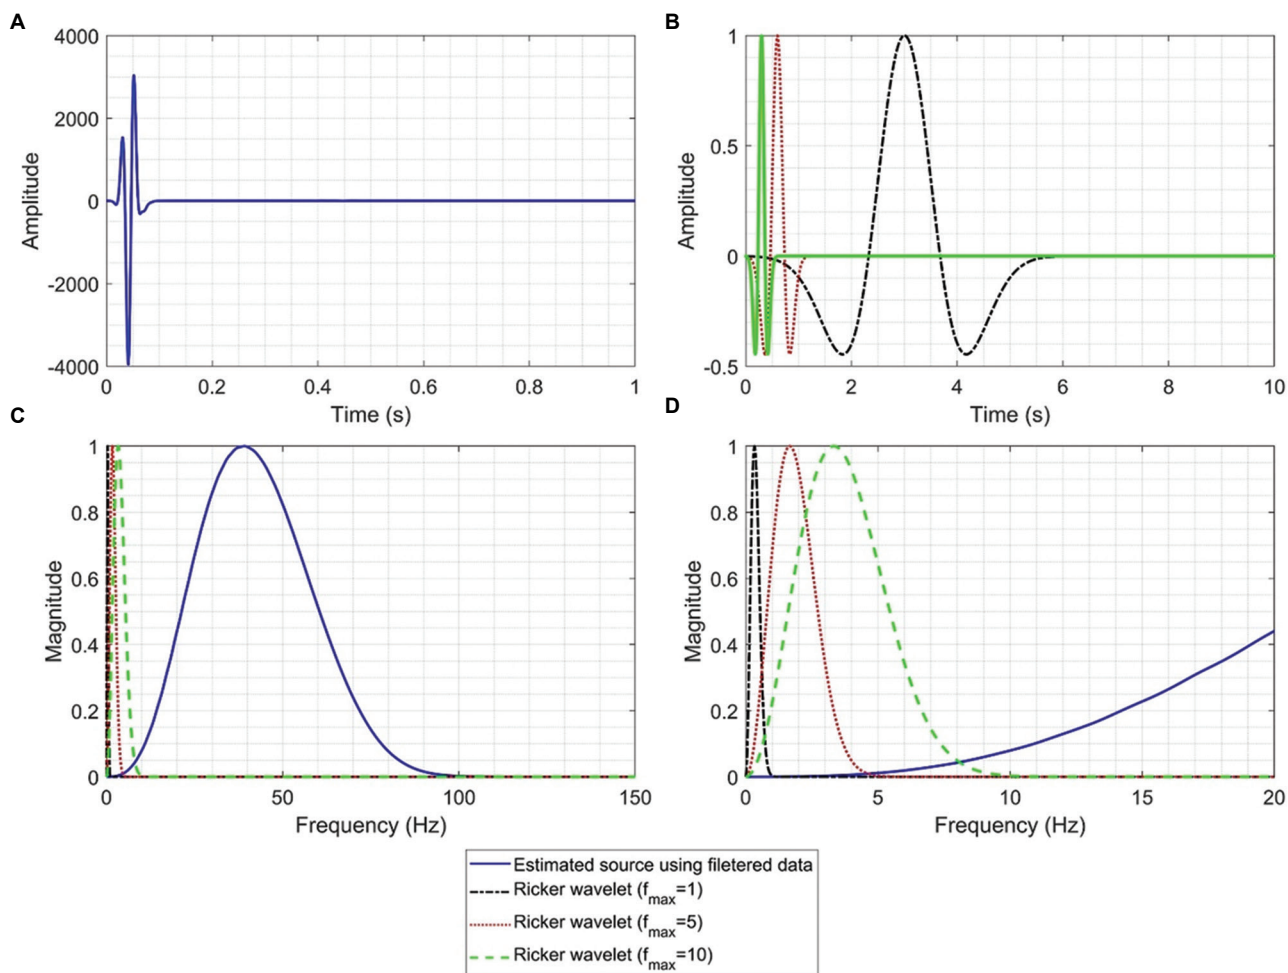 A
4000
2000
0
-2000
-4000
Amplitude
0 0.2 0.4 0.6 0.8 1
Time (s)
B
1
0.5
0
-0.5
Amplitude
0 2 4 6 8 10
Time (s)
C
1
0.8
0.6
0.4
0.2
0
Magnitude
0 50 100 150
Frequency (Hz)
D
1
0.8
0.6
0.4
0.2
0
Magnitude
0 5 10 15 20
Frequency (Hz)
Estimated source using filetered data
Ricker wavelet (f_max=1)
Ricker wavelet (f_max=5)
Ricker wavelet (f_max=10)